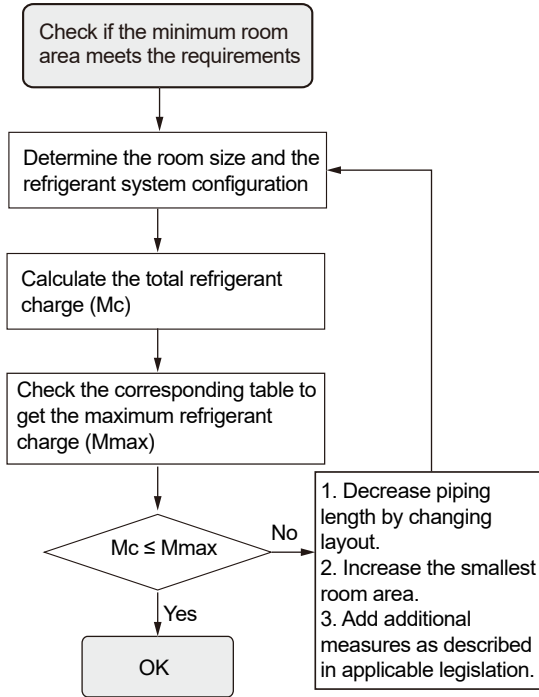 Check if the minimum room
area meets the requirements
Determine the room size and the
refrigerant system configuration
Calculate the total refrigerant
charge (Mc)
Check the corresponding table to
get the maximum refrigerant
charge (Mmax)
Mc ≤ Mmax
No
1. Decrease piping
length by changing
layout.
2. Increase the smallest
room area.
3. Add additional
measures as described
in applicable legislation.
Yes
OK